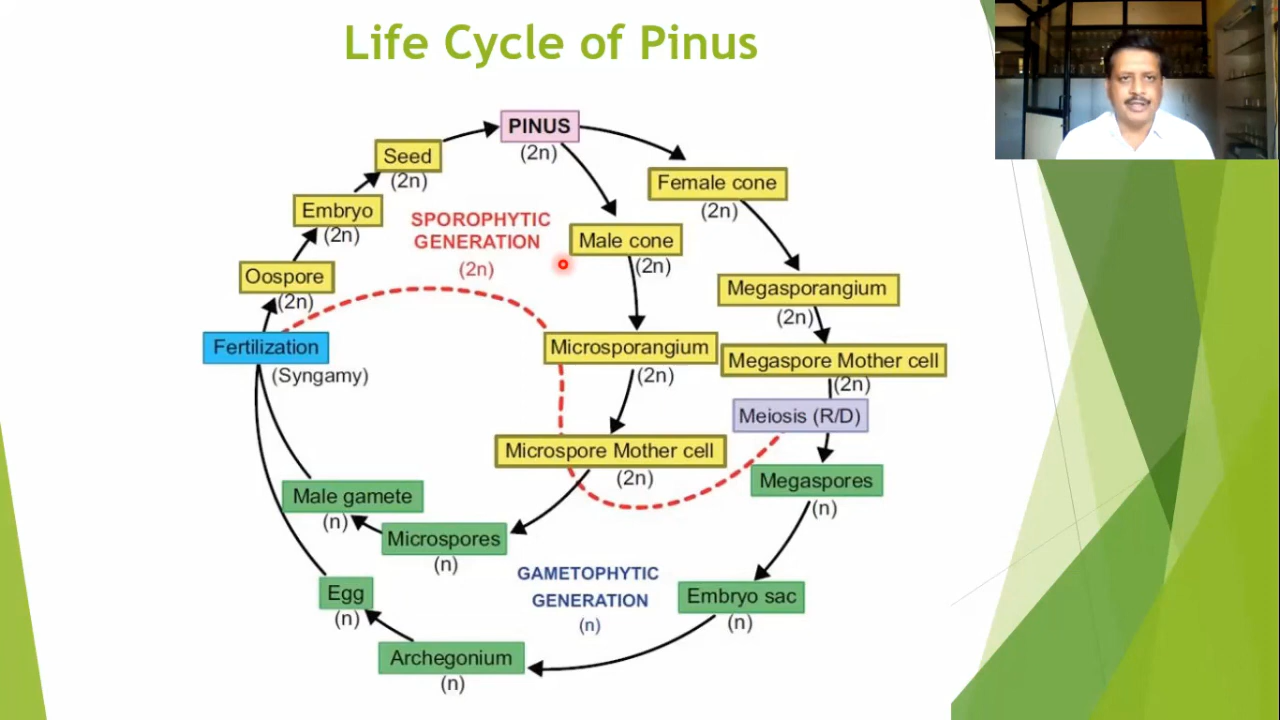 Life Cycle of Pinus
PINUS
(2n)
Seed
(2n)
Female cone
(2n)
Embryo
(2n)
SPOROPHYTIC
GENERATION
(2n)
Male cone
(2n)
Oospore
(2n)
Megasporangium
(2n)
Fertilization
(Syngamy)
Microsporangium
(2n)
Megaspore Mother cell
(2n)
Meiosis (R/D)
Microspore Mother cell
(2n)
Megaspores
(n)
Male gamete
(n)
Microspores
(n)
GAMETOPHYTIC
GENERATION
(n)
Egg
(n)
Embryo sac
(n)
Archegonium
(n)